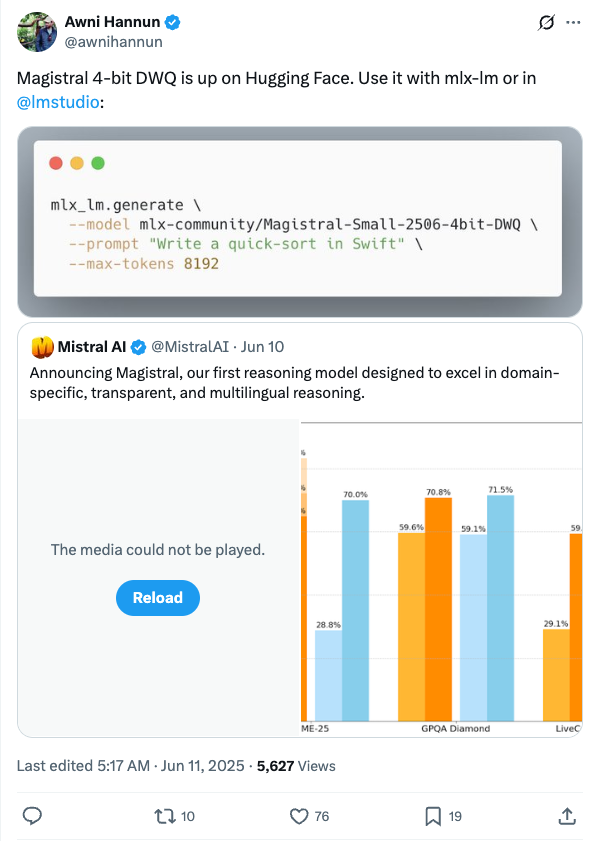 Awni Hannun
@awnihannun
Magistral 4-bit DWQ is up on Hugging Face. Use it with mlx-lm or in
@lmstudio:
mlx_lm.generate \
--model mlx-community/Magistral-Small-2506-4bit-DWQ \
--prompt "Write a quick-sort in Swift" \
--max-tokens 8192
Mistral AI @MistralAI · Jun 10
Announcing Magistral, our first reasoning model designed to excel in domain-
specific, transparent, and multilingual reasoning.
The media could not be played.
Reload
%
%
%
28.8%
70.0%
59.6%
70.8%
59.1%
71.5%
29.1%
59.
ME-25
GPQA Diamond
LiveC
Last edited 5:17 AM · Jun 11, 2025 · 5,627 Views
10
76
19